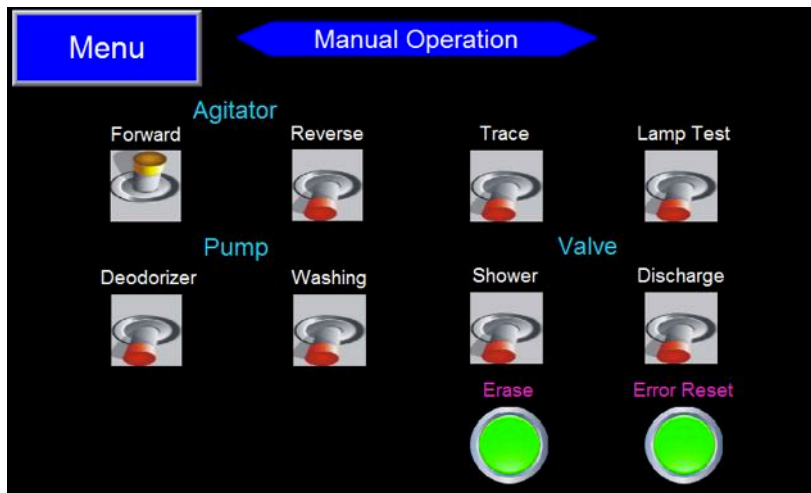 Menu
Manual Operation
Agitator
Forward
Reverse
Trace
Lamp Test
Pump
Valve
Deodorizer
Washing
Shower
Discharge
Erase
Error Reset